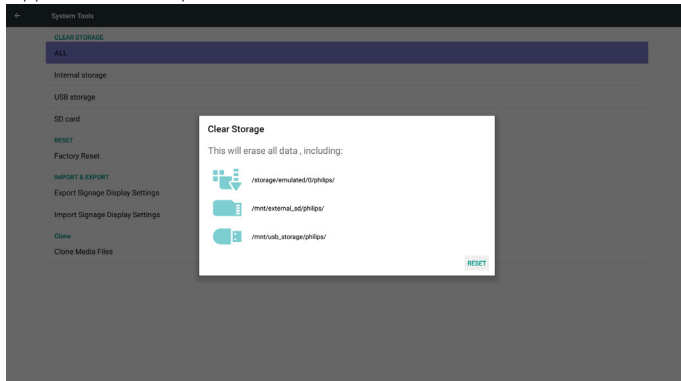 System Tools
CLEAR STORAGE
ALL
Internal storage
USB storage
SD card
RESET
Factory Reset
IMPORT & EXPORT
Export Signage Display Settings
Import Signage Display Settings
Clone
Clone Media Files
Clear Storage
This will erase all data , including:
/storage/emulated/0/philips/
/mnt/external_sd/philips/
/mnt/usb_storage/philips/
RESET